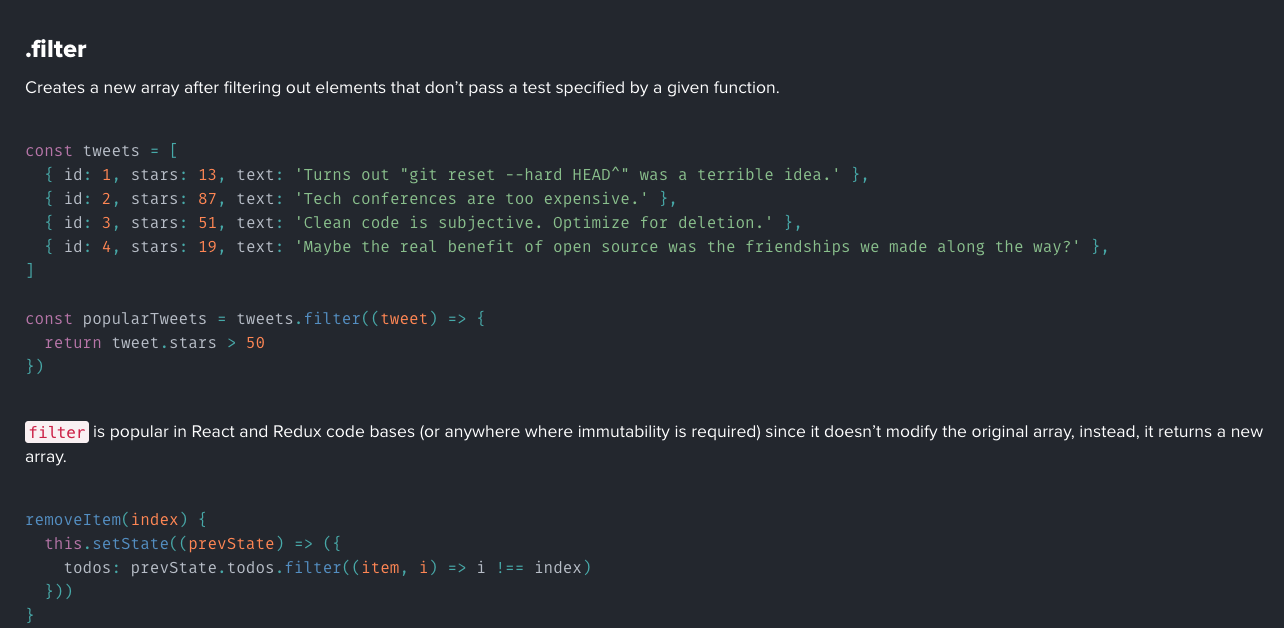 .filter
Creates a new array after filtering out elements that don’t pass a test specified by a given function.
const tweets = [
  { id: 1, stars: 13, text: 'Turns out "git reset --hard HEAD^" was a terrible idea.' },
  { id: 2, stars: 87, text: 'Tech conferences are too expensive.' },
  { id: 3, stars: 51, text: 'Clean code is subjective. Optimize for deletion.' },
  { id: 4, stars: 19, text: 'Maybe the real benefit of open source was the friendships we made along the way?' },
]
const popularTweets = tweets.filter((tweet) => {
  return tweet.stars > 50
})
filter is popular in React and Redux code bases (or anywhere where immutability is required) since it doesn’t modify the original array, instead, it returns a new
array.
removeItem(index) {
  this.setState((prevState) => ({
    todos: prevState.todos.filter((item, i) => i !== index)
  }))
}